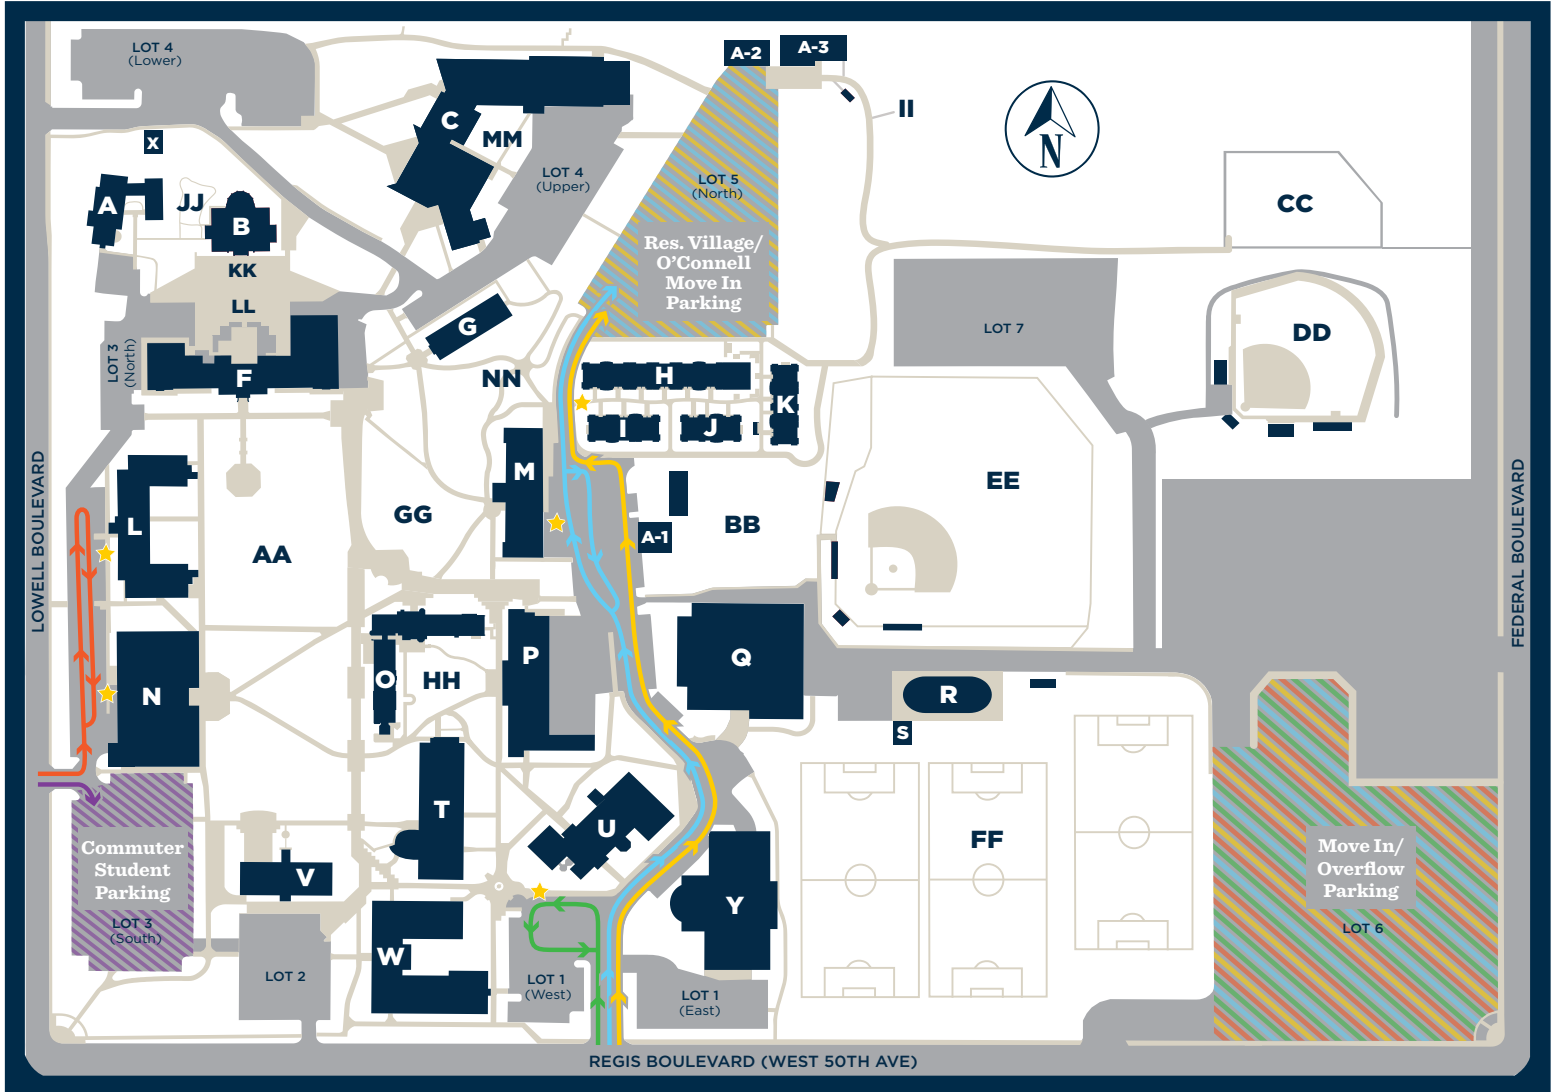 LOT 4
(Lower)
A-2
A-3
C
MM
II
X
LOT 4
(Upper)
LOT 5
(North)
N
A
JJ
B
CC
Res. Village/
O’Connell
Move In
Parking
KK
LL
G
LOT 7
DD
LOT 3
(North)
F
NN
H
K
I
J
M
EE
L
GG
BB
A-1
AA
LOWELL BOULEVARD
FEDERAL BOULEVARD
P
Q
O
HH
N
R
S
T
U
FF
Commuter
Student
Parking
Move In/
Overflow
Parking
V
Y
LOT 3
(South)
LOT 6
W
LOT 2
LOT 1
(West)
LOT 1
(East)
REGIS BOULEVARD (WEST 50TH AVE)